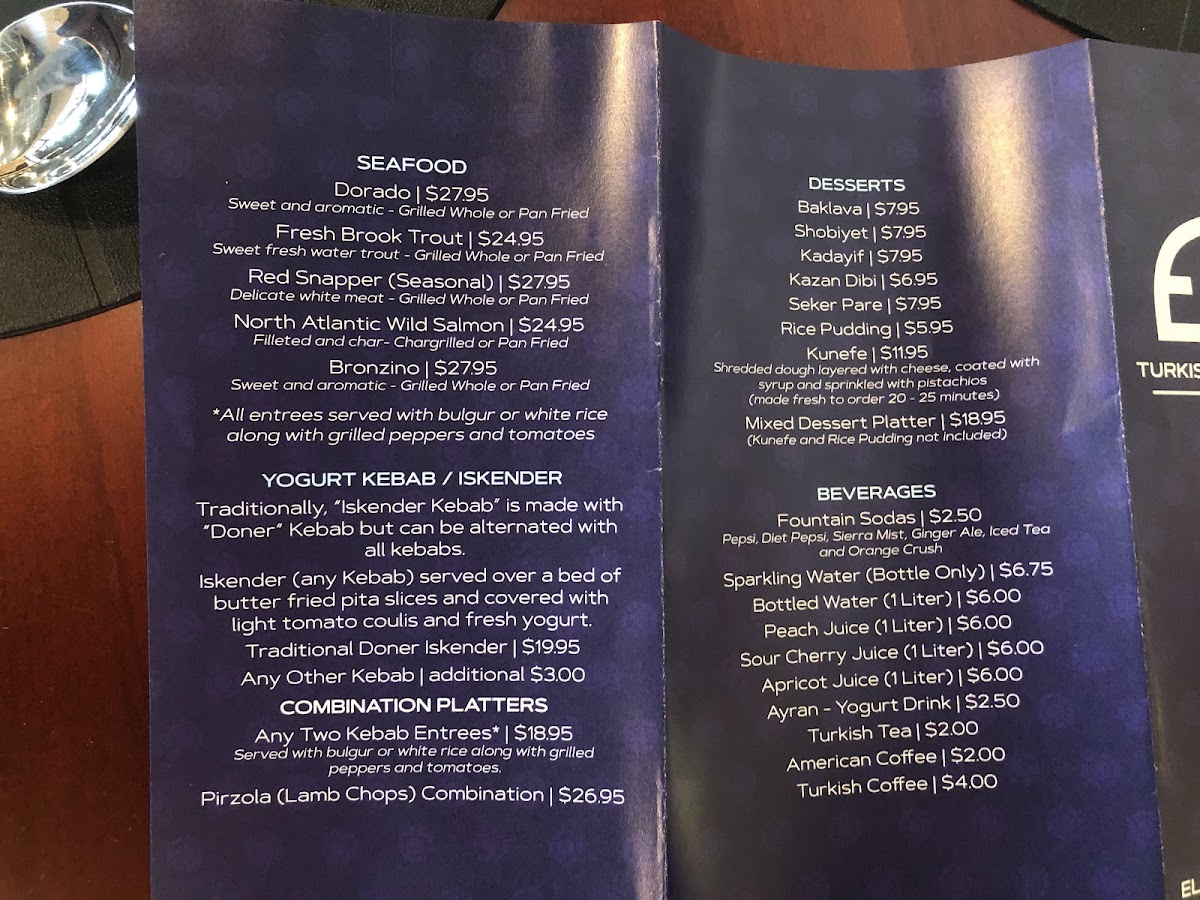 SEAFOOD
Dorado | $27.95
Sweet and aromatic - Grilled Whole or Pan Fried
Fresh Brook Trout | $24.95
Sweet fresh water trout - Grilled Whole or Pan Fried
Red Snapper (Seasonal) | $27.95
Delicate white meat - Grilled Whole or Pan Fried
North Atlantic Wild Salmon | $24.95
Filleted and char- Chargrilled or Pan Fried
Bronzino | $27.95
Sweet and aromatic - Grilled Whole or Pan Fried
*All entrees served with bulgur or white rice
along with grilled peppers and tomatoes
YOGURT KEBAB / ISKENDER
Traditionally, "Iskender Kebab" is made with
"Doner" Kebab but can be alternated with
all kebabs.
Iskender (any Kebab) served over a bed of
butter fried pita slices and covered with
light tomato coulis and fresh yogurt.
Traditional Doner Iskender | $19.95
Any Other Kebab | additional $3.00
COMBINATION PLATTERS
Any Two Kebab Entrees* | $18.95
Served with bulgur or white rice along with grilled
peppers and tomatoes.
Pirzola (Lamb Chops) Combination | $26.95
DESSERTS
Baklava | $7.95
Shobiyet | $7.95
Kadayif | $7.95
Kazan Dibi | $6.95
Seker Pare | $7.95
Rice Pudding | $5.95
Kunefe | $11.95
Shredded dough layered with cheese, coated with
syrup and sprinkled with pistachios
(made fresh to order 20 - 25 minutes)
Mixed Dessert Platter | $18.95
(Kunefe and Rice Pudding not included)
BEVERAGES
Fountain Sodas | $2.50
Pepsi, Diet Pepsi, Sierra Mist, Ginger Ale, Iced Tea
and Orange Crush
Sparkling Water (Bottle Only) | $6.75
Bottled Water (1 Liter) | $6.00
Peach Juice (1 Liter) | $6.00
Sour Cherry Juice (1 Liter) | $6.00
Apricot Juice (1 Liter) | $6.00
Ayran - Yogurt Drink | $2.50
Turkish Tea | $2.00
American Coffee | $2.00
Turkish Coffee | $4.00
E
TURKIS
EL